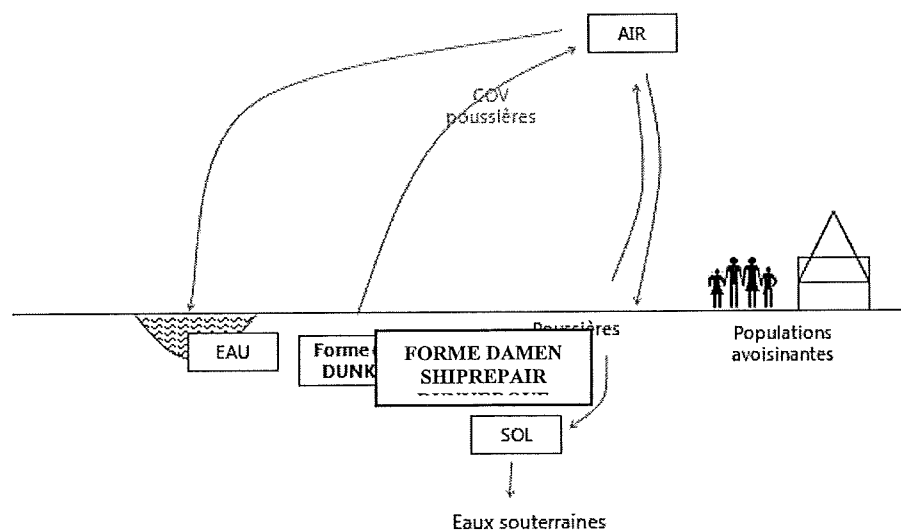 AIR
COV
poussières
Poussières
Populations
avoisinantes
EAU
Forme
DUNK
FORME DAMEN
SHIPREPAIR
SOL
Eaux souterraines